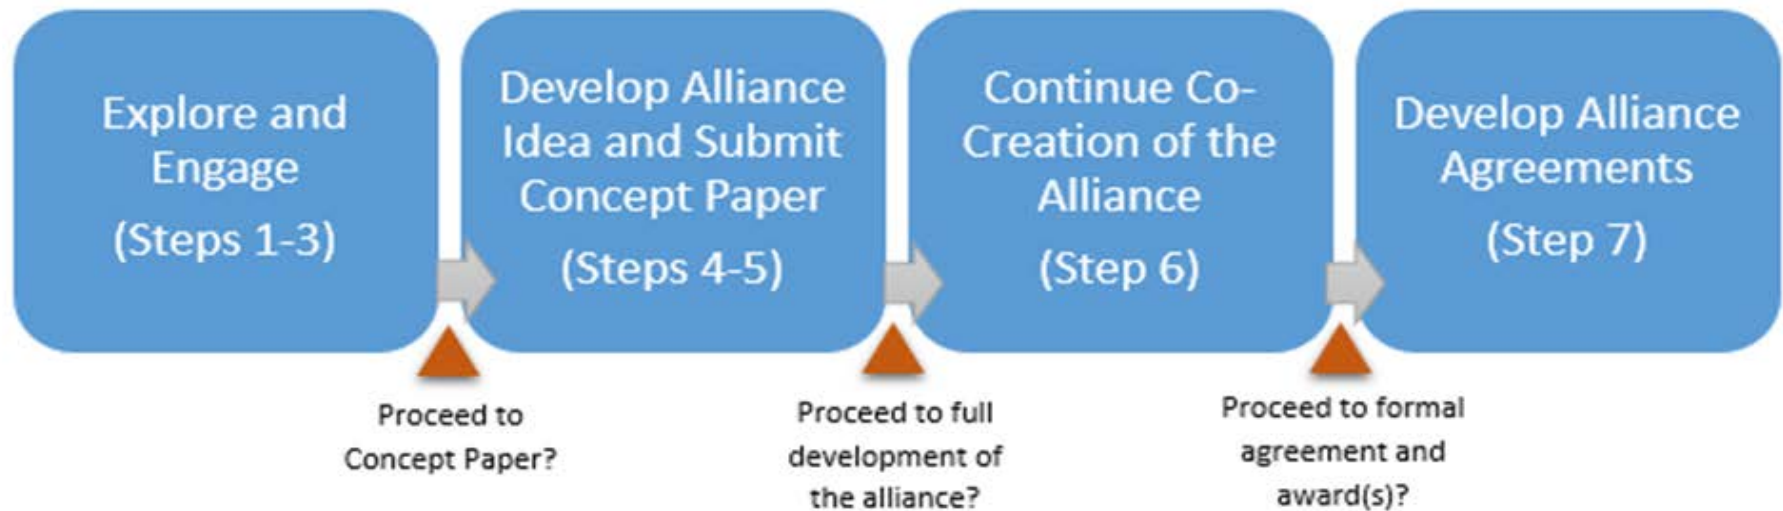 Explore and
Engage
(Steps 1-3)
Develop Alliance
Idea and Submit
Concept Paper
(Steps 4-5)
Continue Co-
Creation of the
Alliance
(Step 6)
Develop Alliance
Agreements
(Step 7)
Proceed to
Concept Paper?
Proceed to full
development of
the alliance?
Proceed to formal
agreement and
award(s)?